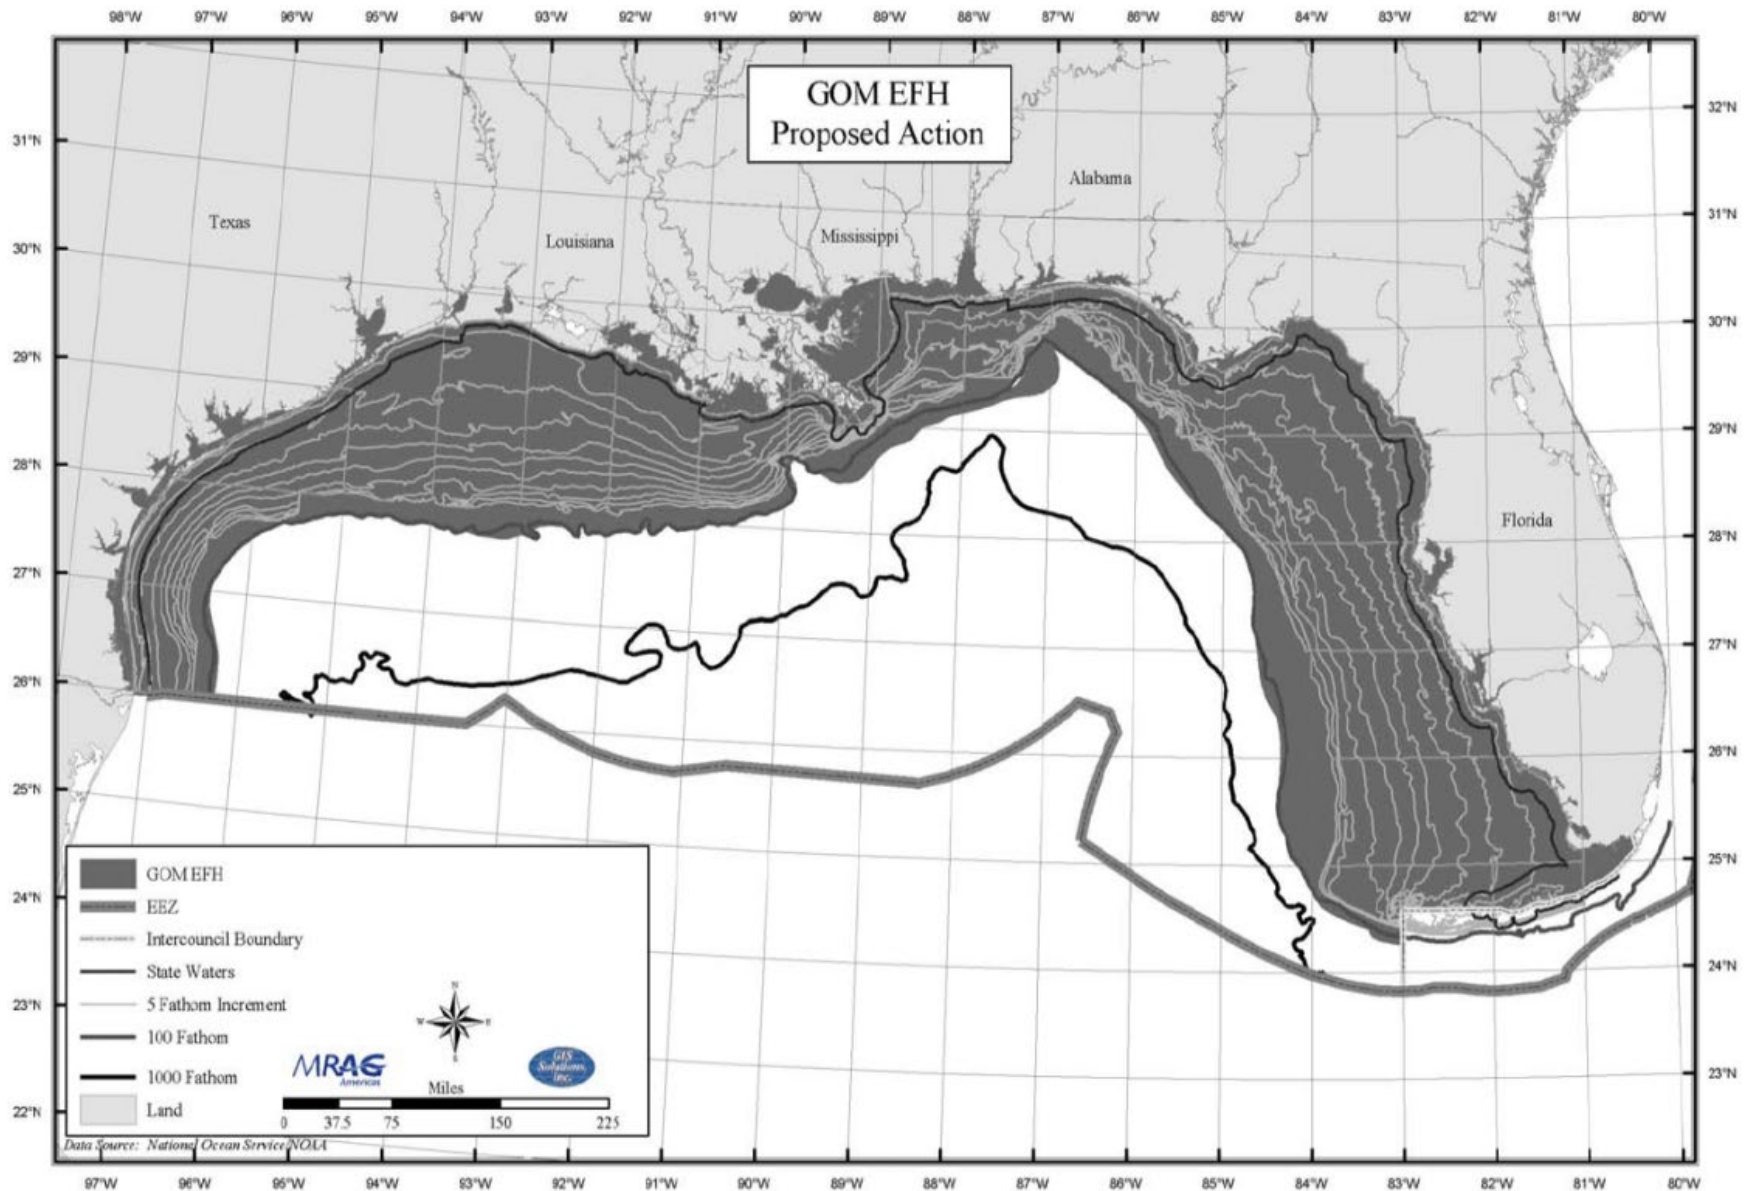 98°W 97°W 96°W 95°W 94°W 93°W 92°W 91°W 90°W 89°W 88°W 87°W 86°W 85°W 84°W 83°W 82°W 81°W 80°W
GOM EFH
Proposed Action
32°N
31°N
Alabama
Texas
31°N
Louisiana
Mississippi
30°N
30°N
29°N
29°N
28°N
Florida
28°N
27°N
27°N
26°N
26°N
25°N
25°N
24°N
24°N
23°N
23°N
22°N
GOM EFH
EEZ
Intercouncil Boundary
State Waters
5 Fathom Increment
100 Fathom
1000 Fathom
Land
N
W E
S
MRAG
Americas
GIS
Solutions,
Inc.
Miles
0 37.5 75 150 225
Data Source: National Ocean Service/NOAA
97°W 96°W 95°W 94°W 93°W 92°W 91°W 90°W 89°W 88°W 87°W 86°W 85°W 84°W 83°W 82°W 81°W 80°W